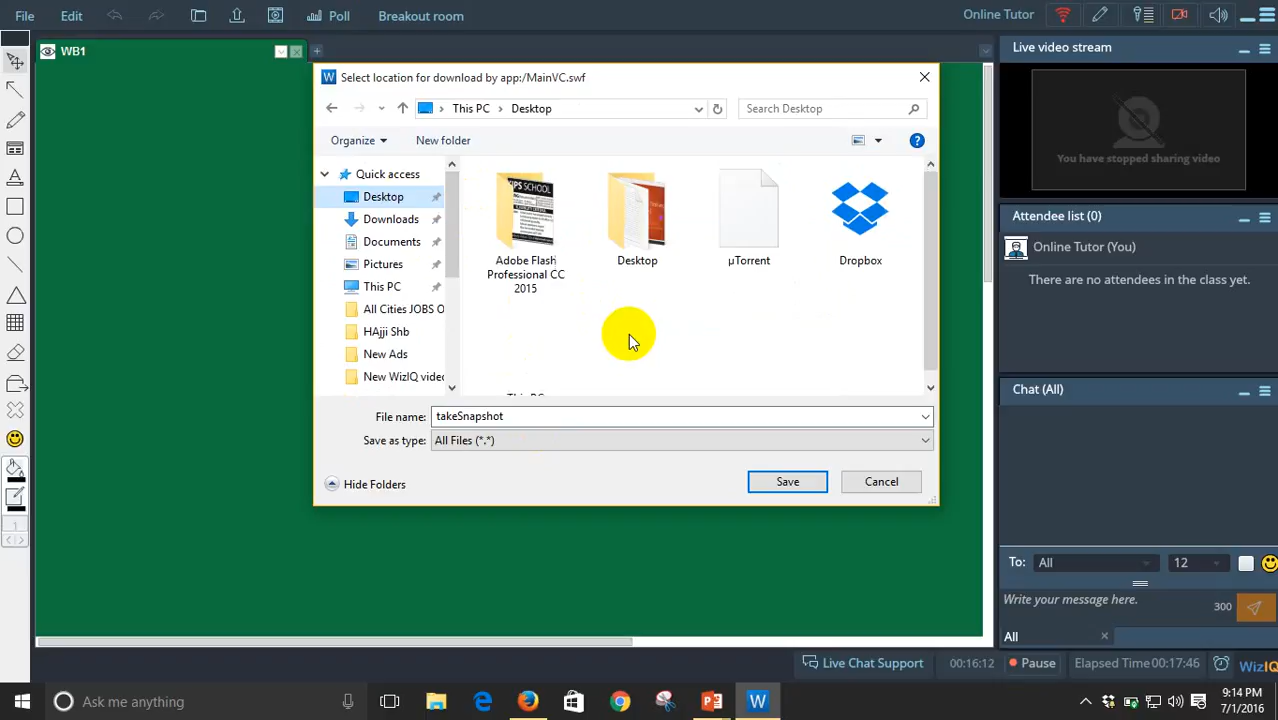 File Edit Poll Breakout room Online Tutor
WB1
Live video stream
Select location for download by app:/MainVC.swf
This PC > Desktop
Search Desktop
Organize
New folder
You have stopped sharing video
Quick access
Desktop
Downloads
Documents
Pictures
This PC
All Cities JOBS O
HAjji Shb
New Ads
New WizIQ video
Adobe Flash
Professional CC
2015
Desktop
µTorrent
Dropbox
Attendee list (0)
Online Tutor (You)
There are no attendees in the class yet.
This PC
File name: takeSnapshot
Save as type: All Files (*.*)
Hide Folders
Save
Cancel
Chat (All)
To: All 12
Write your message here. 300
All
1
Live Chat Support 00:16:12 Pause Elapsed Time 00:17:46 WizIQ
Ask me anything
9:14 PM
7/1/2016